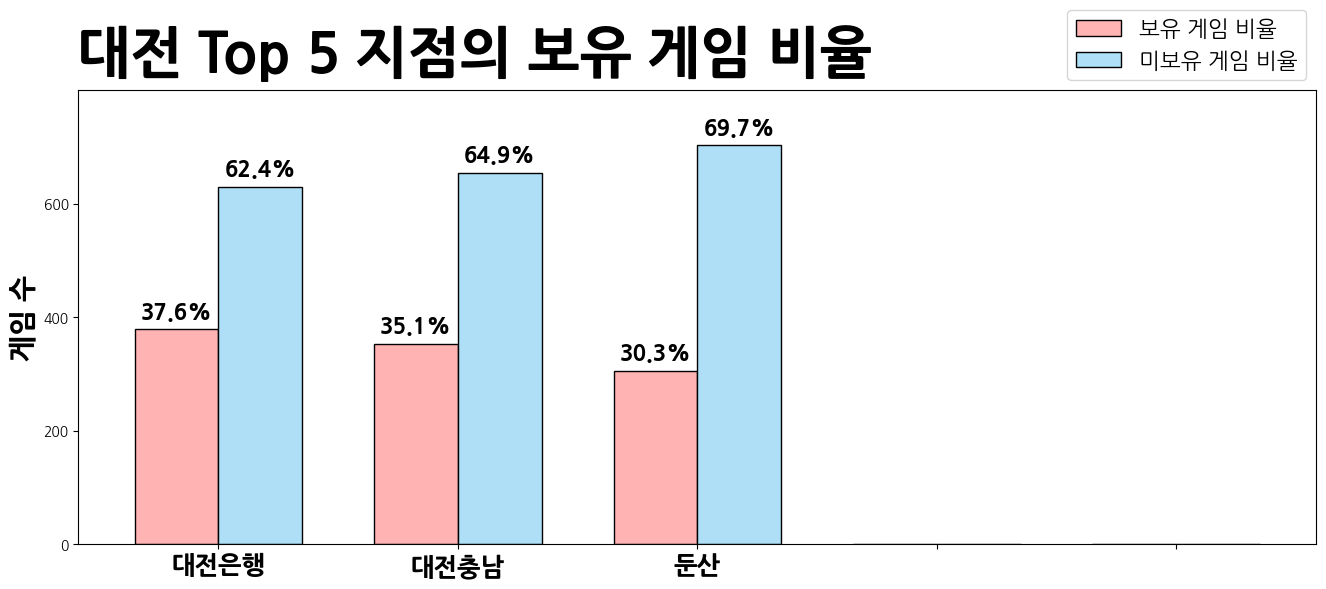 대전 Top 5 지점의 보유 게임 비율
보유 게임 비율
미보유 게임 비율
게임 수
600
400
200
0
37.6%
62.4%
35.1%
64.9%
30.3%
69.7%
대전은행
대전충남
둔산